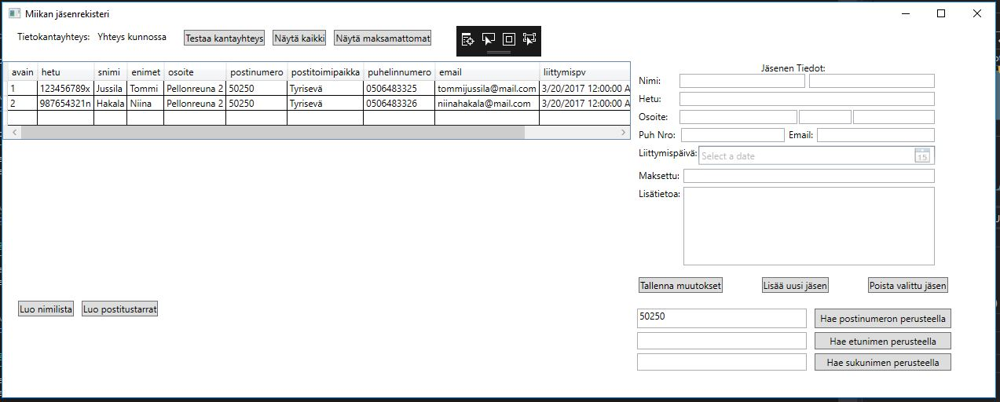 Miikan jäsenrekisteri
Tietokantayhteys: Yhteys kunnossa Testaa kantayhteys Näytä kaikki Näytä maksamattomat
avain hetu snimi enimet osoite postinumero postitoimipaikka puhelinnumero email liittymispv
1 123456789x Jussila Tommi Pellonreuna 2 50250 Tyrisevä 0506483325 tommijussila@mail.com 3/20/2017 12:00:00 A
2 987654321n Hakala Niina Pellonreuna 2 50250 Tyrisevä 0506483326 niinahakala@mail.com 3/20/2017 12:00:00 A
Jäsenen Tiedot:
Nimi:
Hetu:
Osoite:
Puh Nro: Email:
Liittymispäivä: Select a date 15
Maksettu:
Lisätietoa:
Tallenna muutokset Lisää uusi jäsen Poista valittu jäsen
Luo nimilista Luo postitustarrat
50250 Hae postinumeron perusteella
Hae etunimen perusteella
Hae sukunimen perusteella